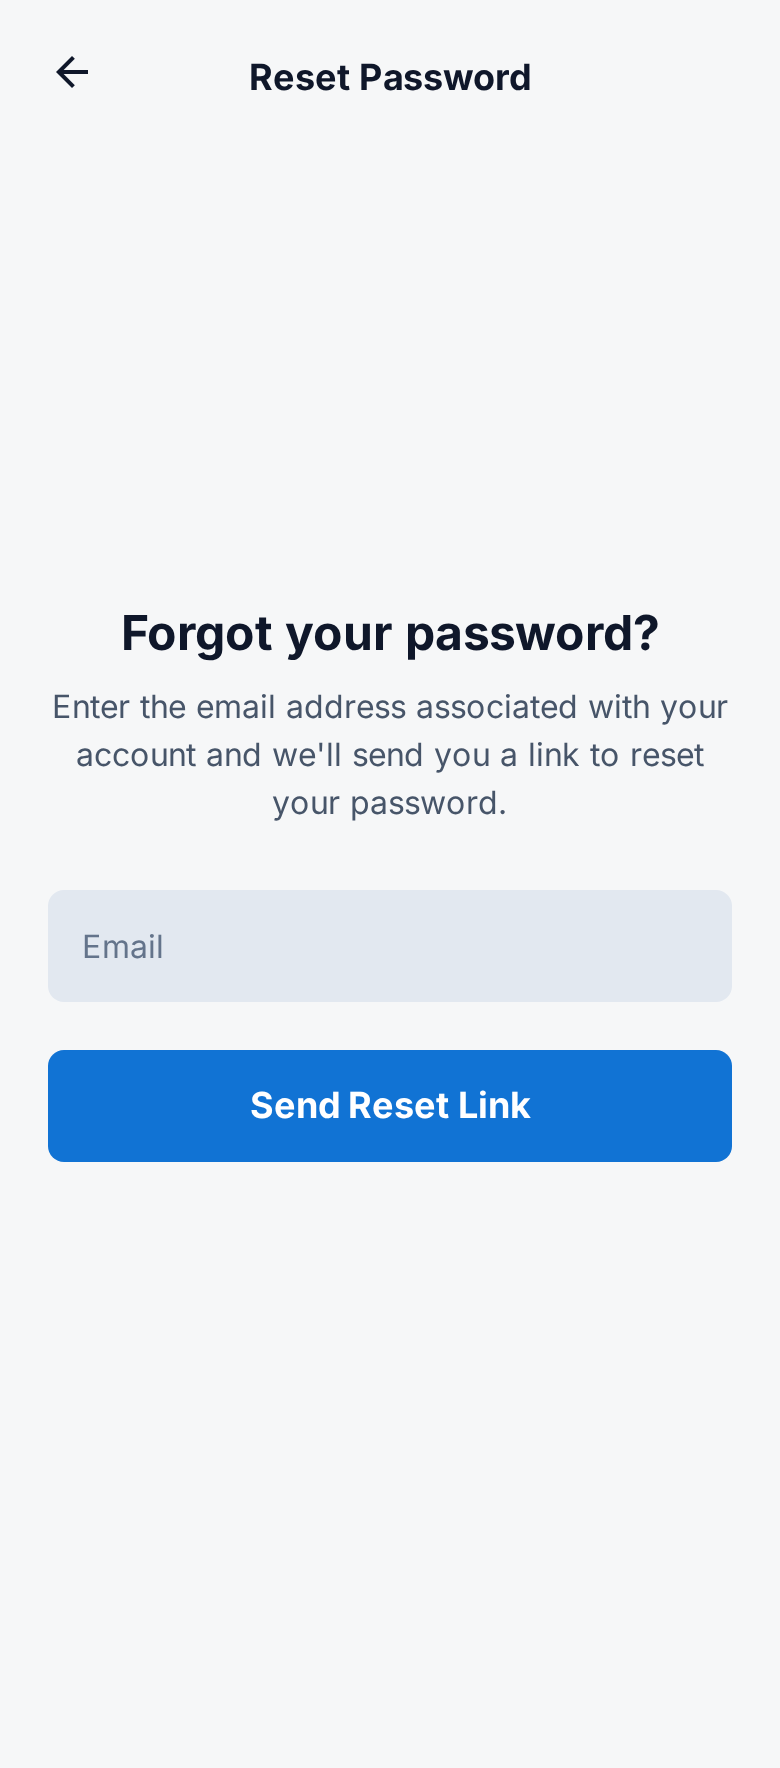 Reset Password
Forgot your password?
Enter the email address associated with your
account and we'll send you a link to reset
your password.
Email
Send Reset Link